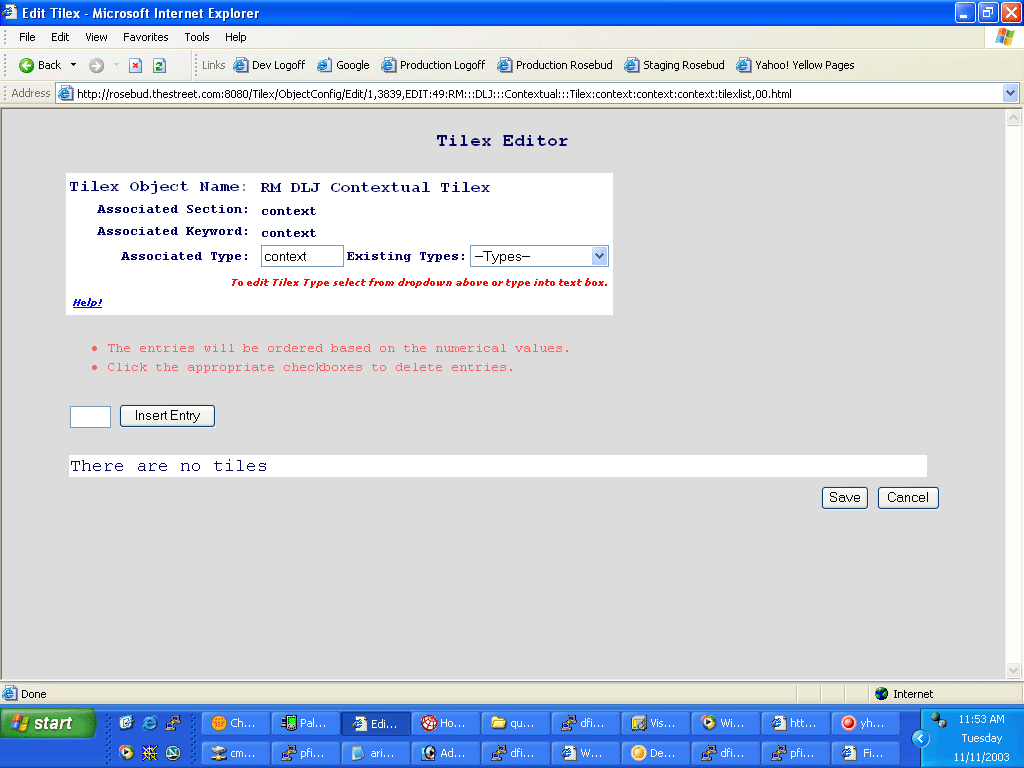 Edit Tilex - Microsoft Internet Explorer
File Edit View Favorites Tools Help
Back Links Dev Logoff Google Production Logoff Production Rosebud Staging Rosebud Yahoo! Yellow Pages
Address http://rosebud.thestreet.com:8080/Tilex/ObjectConfig/Edit/1,3839,EDIT:49:RM:::DLJ:::Contextual:::Tilex:context:context:context:tilexlist,00.html
Tilex Editor
Tilex Object Name: RM DLJ Contextual Tilex
Associated Section: context
Associated Keyword: context
Associated Type: context Existing Types: --Types--
To edit Tilex Type select from dropdown above or type into text box.
Help!
• The entries will be ordered based on the numerical values.
• Click the appropriate checkboxes to delete entries.
Insert Entry
There are no tiles
Save Cancel
Done Internet
start Ch... Pal... Edi... Ho... qu... dfi... Vis... Wi... htt... yh... 11:53 AM
Tuesday
cm... pfi... ari... Ad... dfi... W... De... dfi... pfi... Fi... 11/11/2003